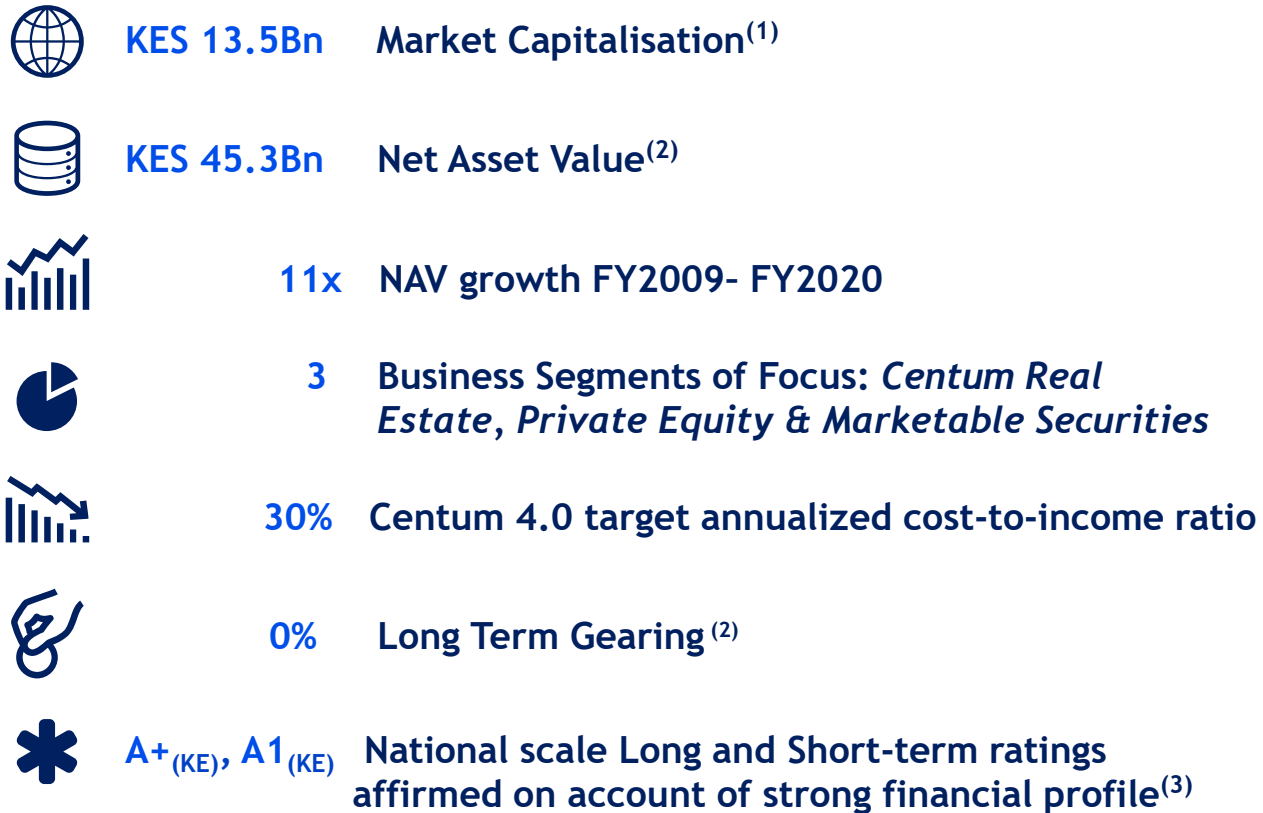 KES 13.5Bn Market Capitalisation(1)
KES 45.3Bn Net Asset Value(2)
11x NAV growth FY2009– FY2020
3 Business Segments of Focus: Centum Real
Estate, Private Equity & Marketable Securities
30% Centum 4.0 target annualized cost-to-income ratio
0% Long Term Gearing (2)
A+(KE), A1(KE) National scale Long and Short-term ratings
affirmed on account of strong financial profile(3)